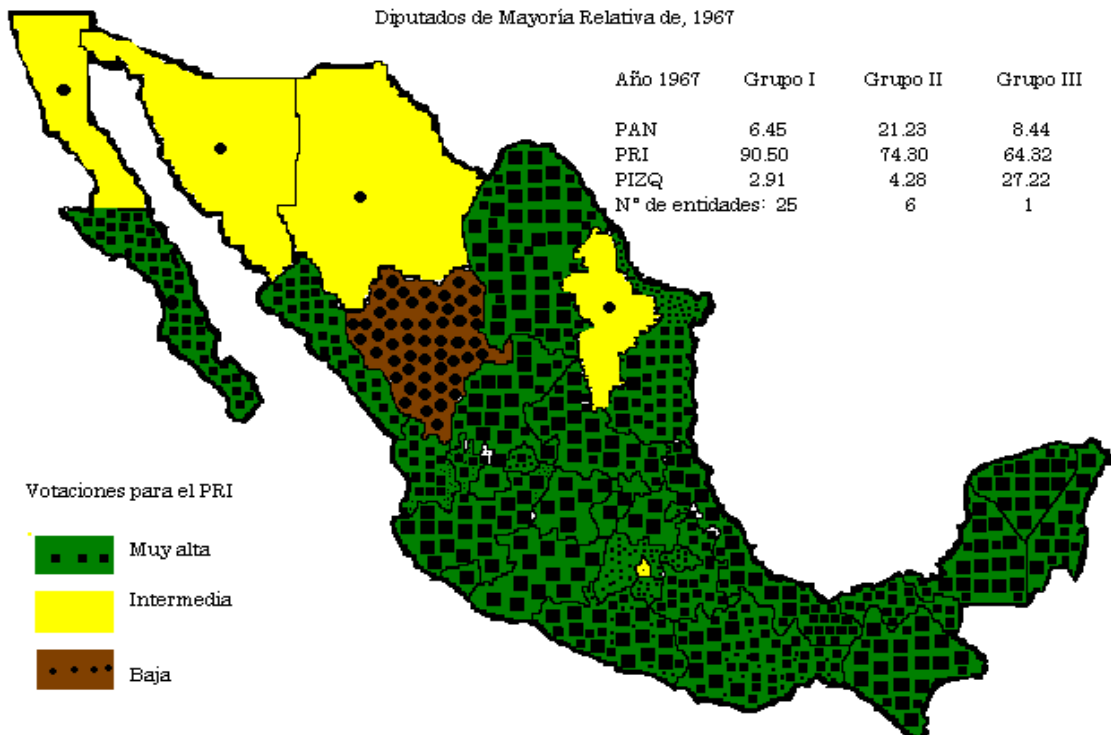 Diputados de Mayoría Relativa de, 1967
Año 1967 Grupo I Grupo II Grupo III
PAN 6.45 21.23 8.44
PRI 90.50 74.30 64.32
PIZQ 2.91 4.28 27.22
N° de entidades: 25 6 1
Votaciones para el PRI
Muy alta
Intermedia
Baja